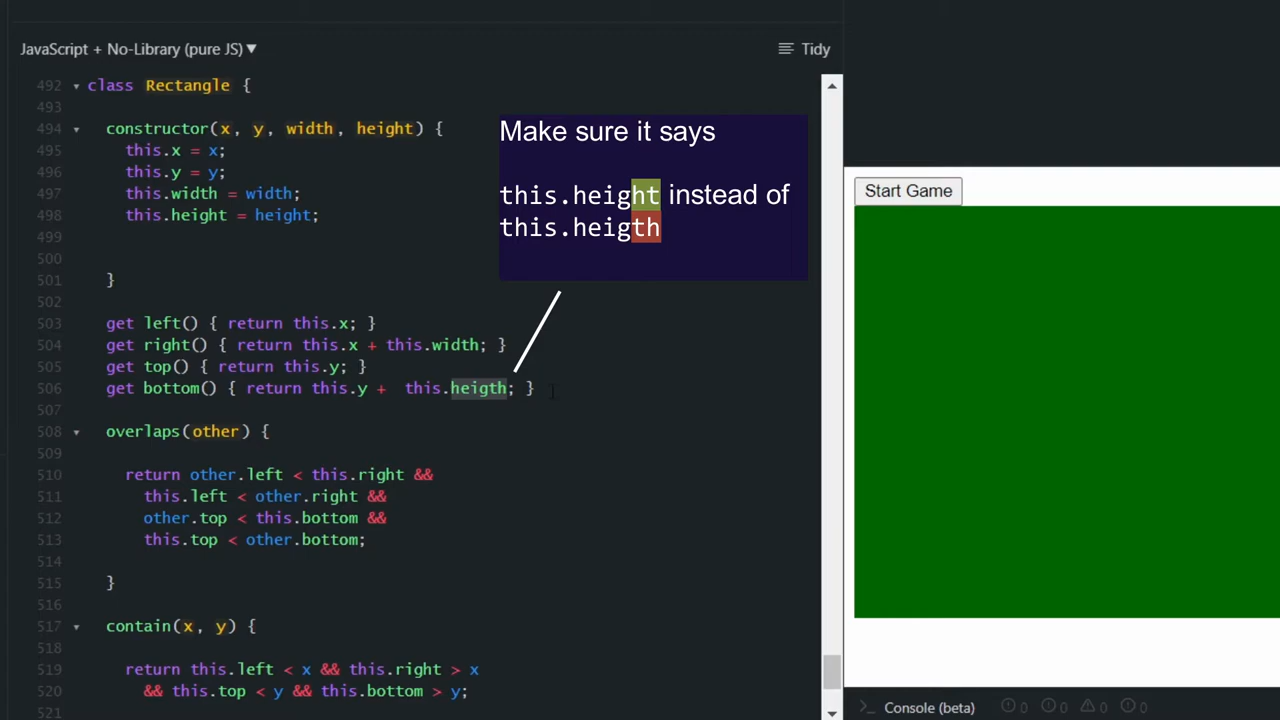 JavaScript + No-Library (pure JS) ▼
Tidy
492 ▾ class Rectangle {
493
494 ▾ constructor(x, y, width, height) {
495 this.x = x;
496 this.y = y;
497 this.width = width;
498 this.height = height;
499
500
501 }
502
503 get left() { return this.x; }
504 get right() { return this.x + this.width; }
505 get top() { return this.y; }
506 get bottom() { return this.y +  this.heigth; }
507
508 ▾ overlaps(other) {
509
510 return other.left < this.right &&
511 this.left < other.right &&
512 other.top < this.bottom &&
513 this.top < other.bottom;
514
515 }
516
517 ▾ contain(x, y) {
518
519 return this.left < x && this.right > x
520 && this.top < y && this.bottom > y;
521
Make sure it says
this.height instead of
this.heigth
Start Game
>_ Console (beta) 0 0 0 0